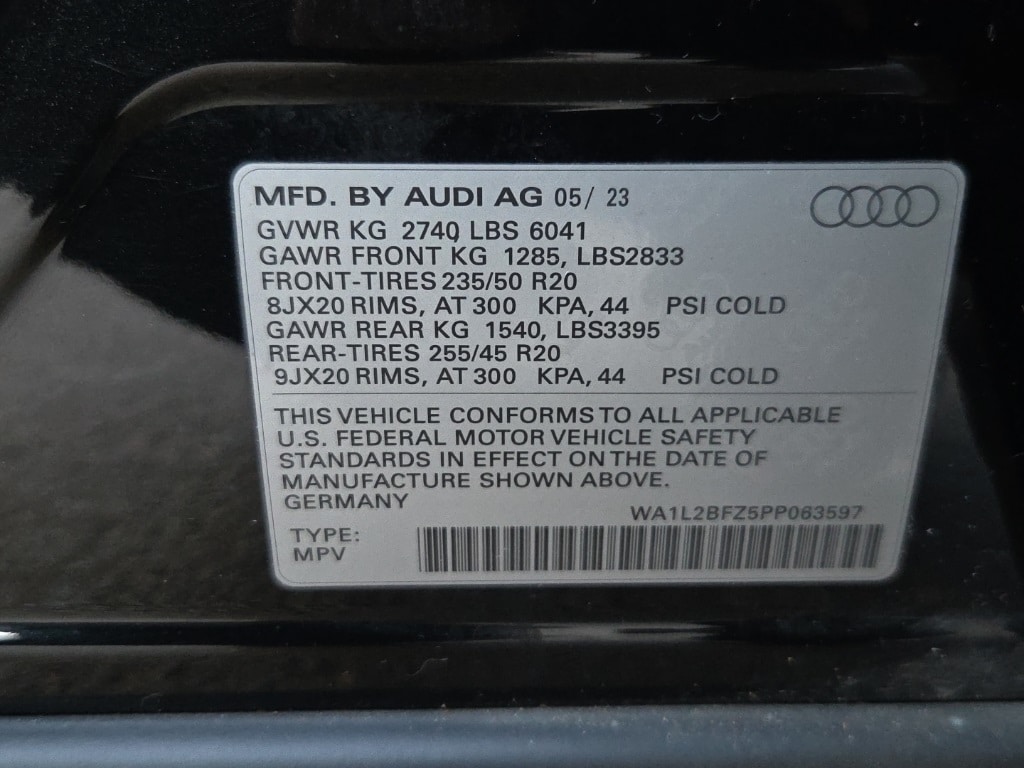 MFD. BY AUDI AG 05/ 23
GVWR KG 2740 LBS 6041
GAWR FRONT KG 1285, LBS2833
FRONT-TIRES 235/50 R20
8JX20 RIMS, AT 300 KPA, 44 PSI COLD
GAWR REAR KG 1540, LBS3395
REAR-TIRES 255/45 R20
9JX20 RIMS, AT 300 KPA, 44 PSI COLD
THIS VEHICLE CONFORMS TO ALL APPLICABLE
U.S. FEDERAL MOTOR VEHICLE SAFETY
STANDARDS IN EFFECT ON THE DATE OF
MANUFACTURE SHOWN ABOVE.
GERMANY
WA1L2BFZ5PP063597
TYPE:
MPV